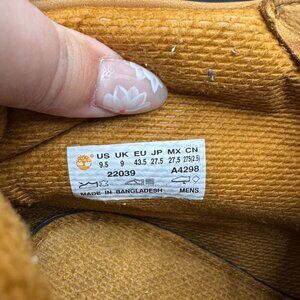 US UK EU JP MX CN
9.5 9 43.5 27.5 27,5 275(2.5)
22039 A4298
MADE IN BANGLADESH MENS